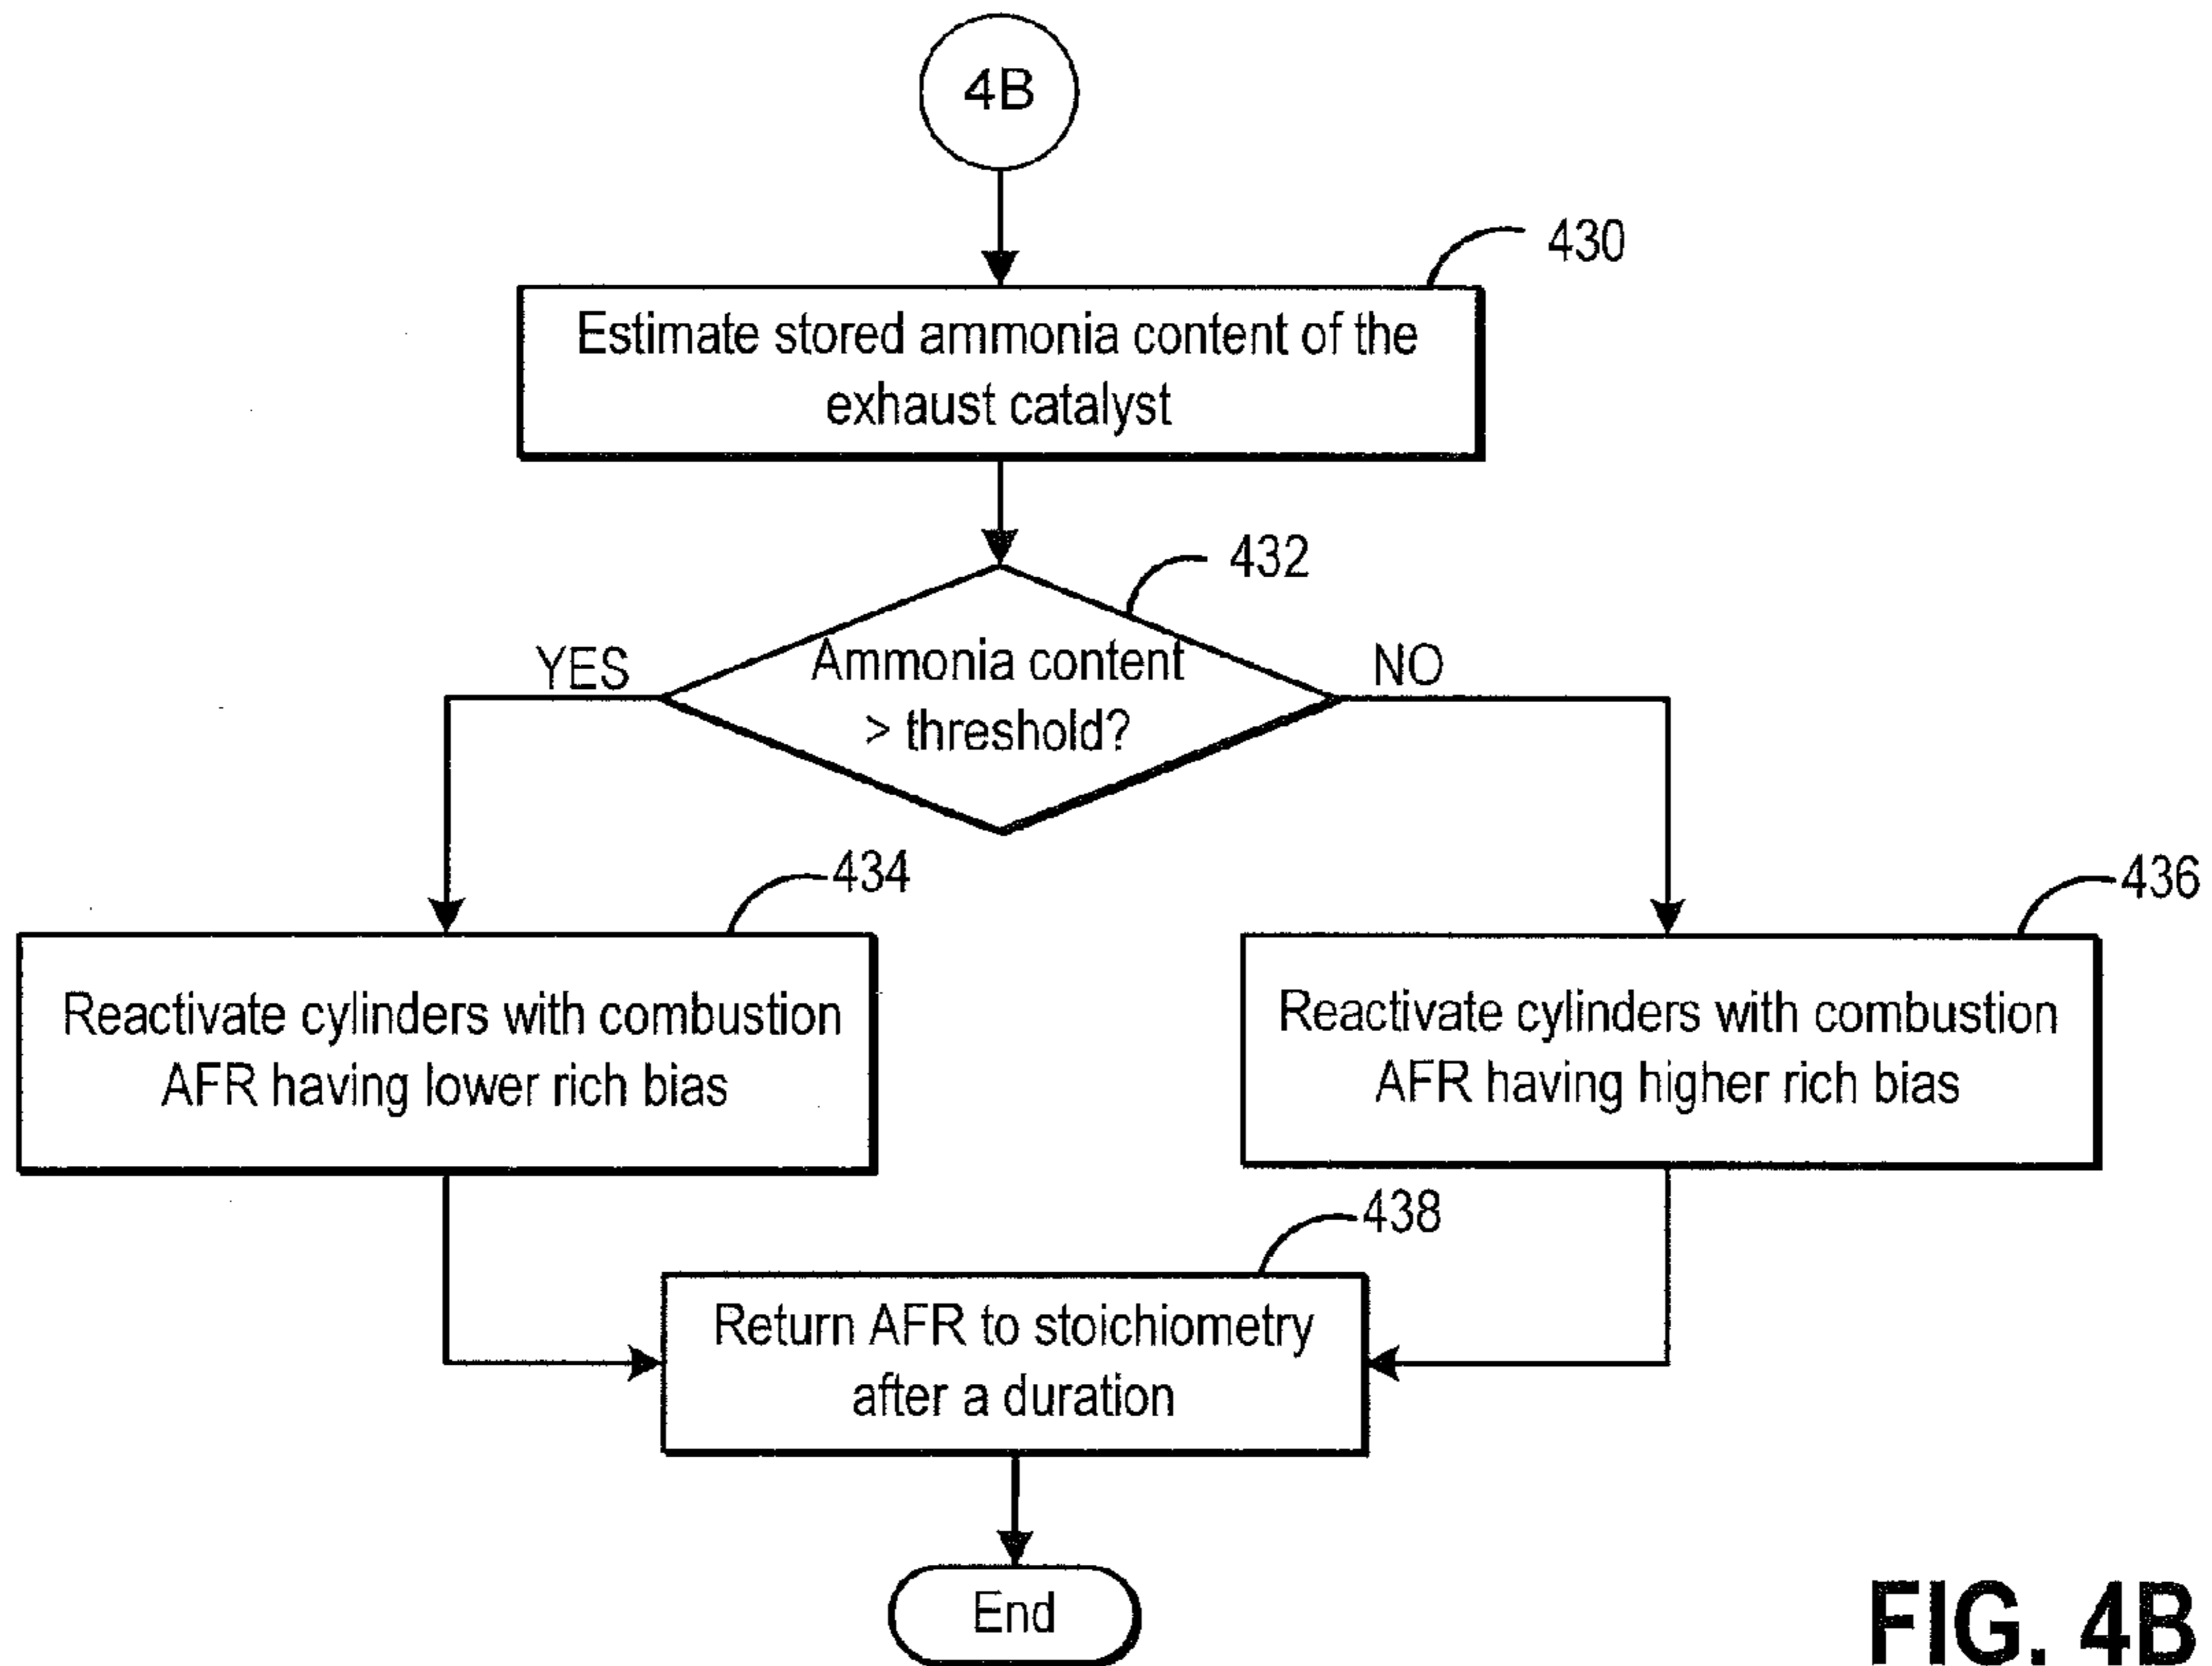 4B
430
Estimate stored ammonia content of the
exhaust catalyst
432
YES
Ammonia content
> threshold?
NO
434
436
Reactivate cylinders with combustion
AFR having lower rich bias
Reactivate cylinders with combustion
AFR having higher rich bias
438
Return AFR to stoichiometry
after a duration
End
FIG. 4B